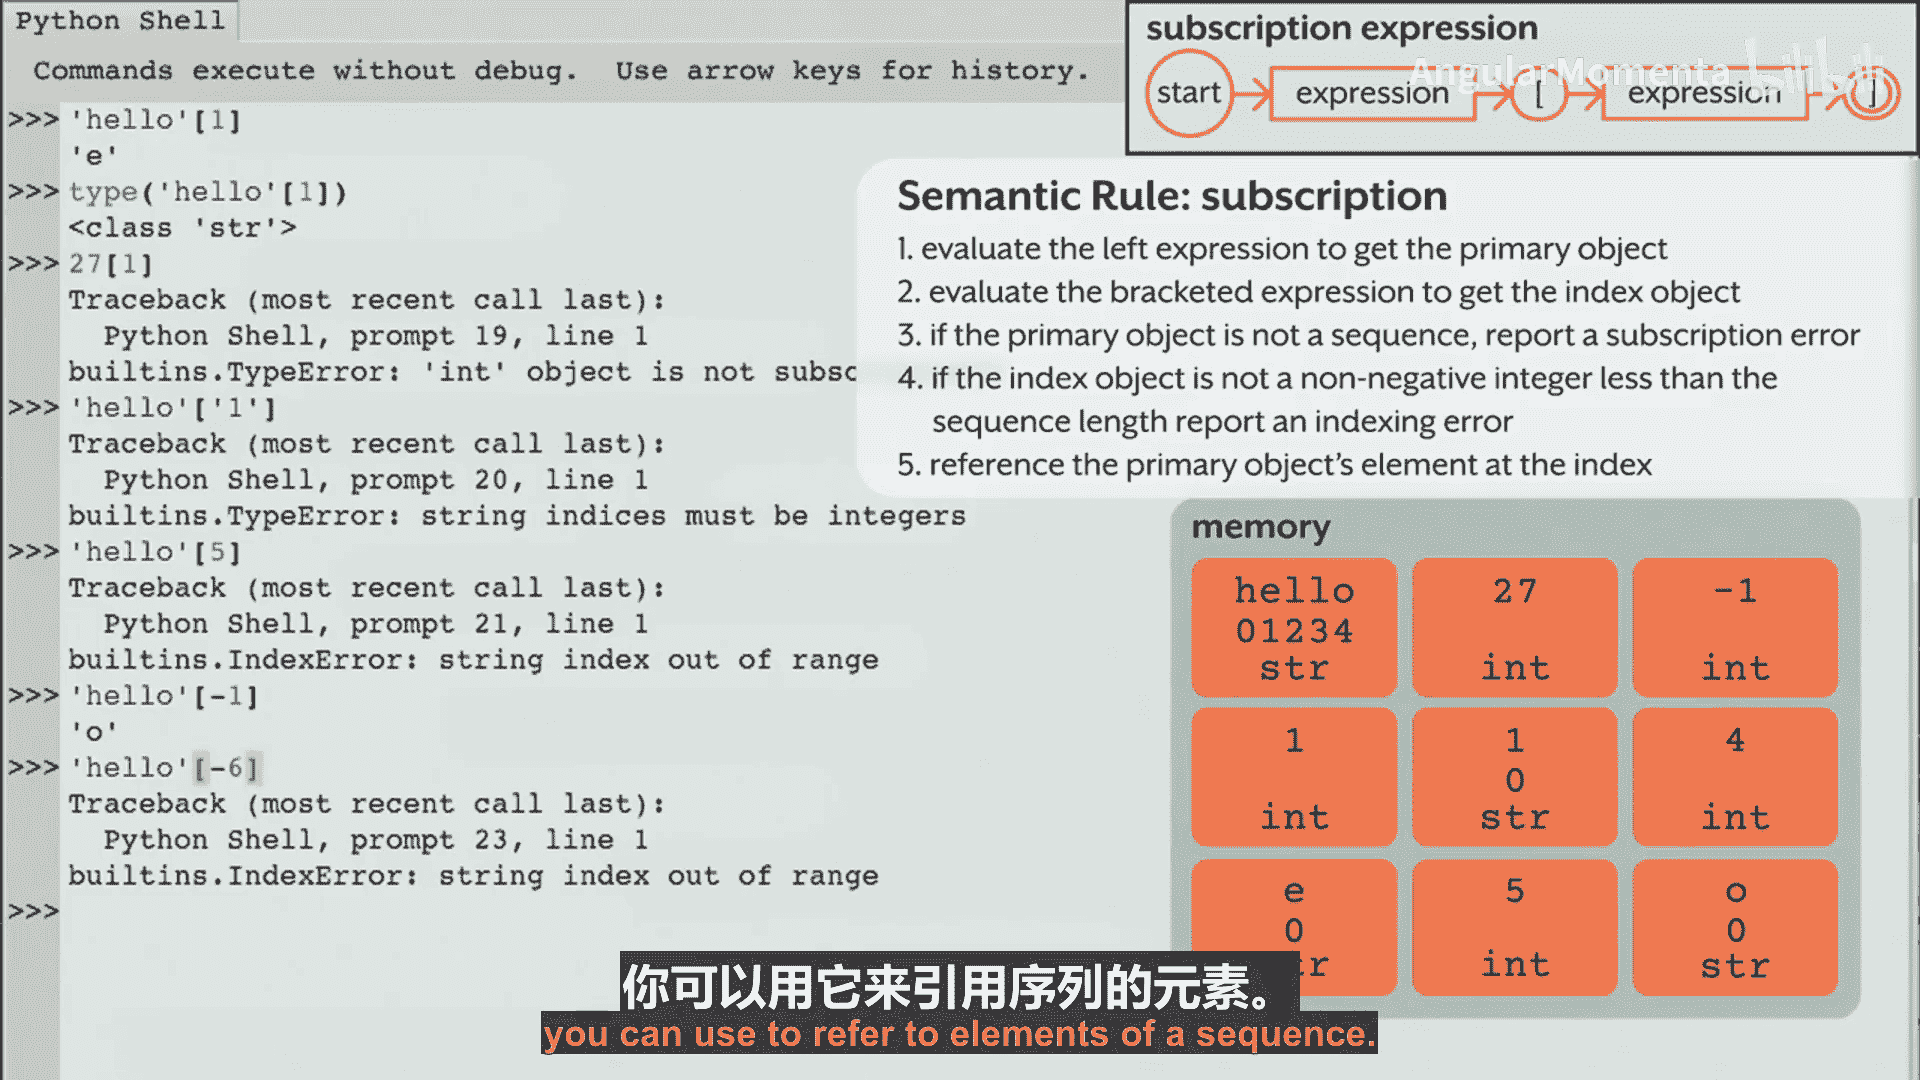 Python Shell
Commands execute without debug. Use arrow keys for history.
>>> 'hello'[1]
'e'
>>> type('hello'[1])
<class 'str'>
>>> 27[1]
Traceback (most recent call last):
Python Shell, prompt 19, line 1
builtins.TypeError: 'int' object is not subsc
>>> 'hello'['1']
Traceback (most recent call last):
Python Shell, prompt 20, line 1
builtins.TypeError: string indices must be integers
>>> 'hello'[5]
Traceback (most recent call last):
Python Shell, prompt 21, line 1
builtins.IndexError: string index out of range
>>> 'hello'[-1]
'o'
>>> 'hello'[-6]
Traceback (most recent call last):
Python Shell, prompt 23, line 1
builtins.IndexError: string index out of range
>>>
subscription expression
AngularMomenta bilibili
start expression [ expression ]
Semantic Rule: subscription
1. evaluate the left expression to get the primary object
2. evaluate the bracketed expression to get the index object
3. if the primary object is not a sequence, report a subscription error
4. if the index object is not a non-negative integer less than the
sequence length report an indexing error
5. reference the primary object's element at the index
memory
hello 27 -1
01234
str int int
1 1 4
0
int str int
e 5 o
0 0
tr int str
你可以用它来引用序列的元素。
you can use to refer to elements of a sequence.